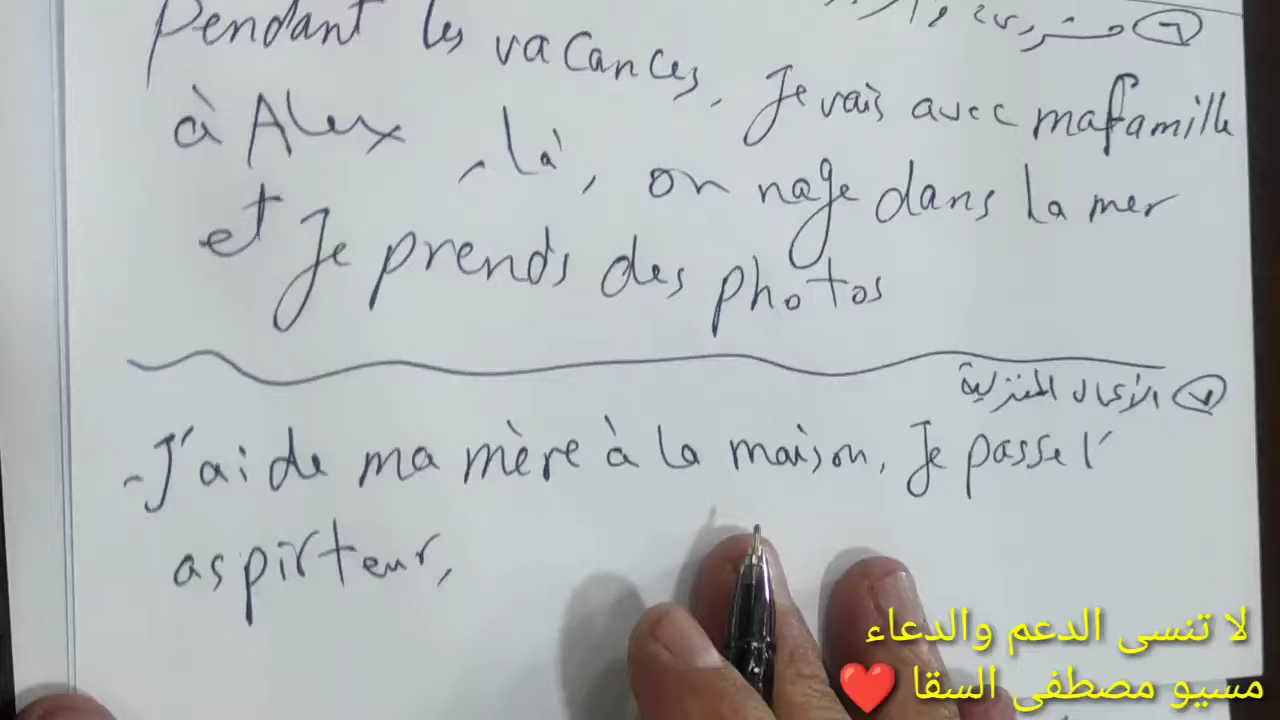 Pendant les vacances, Je vais avec ma famille
à Alex, là, on nage dans la mer
et Je prends des photos
٧ الأعمال المنزلية
- J'aide ma mère à la maison, Je passe l'
aspirteur,
لا تنسى الدعم والدعاء
مسيو مصطفى السقا ❤️